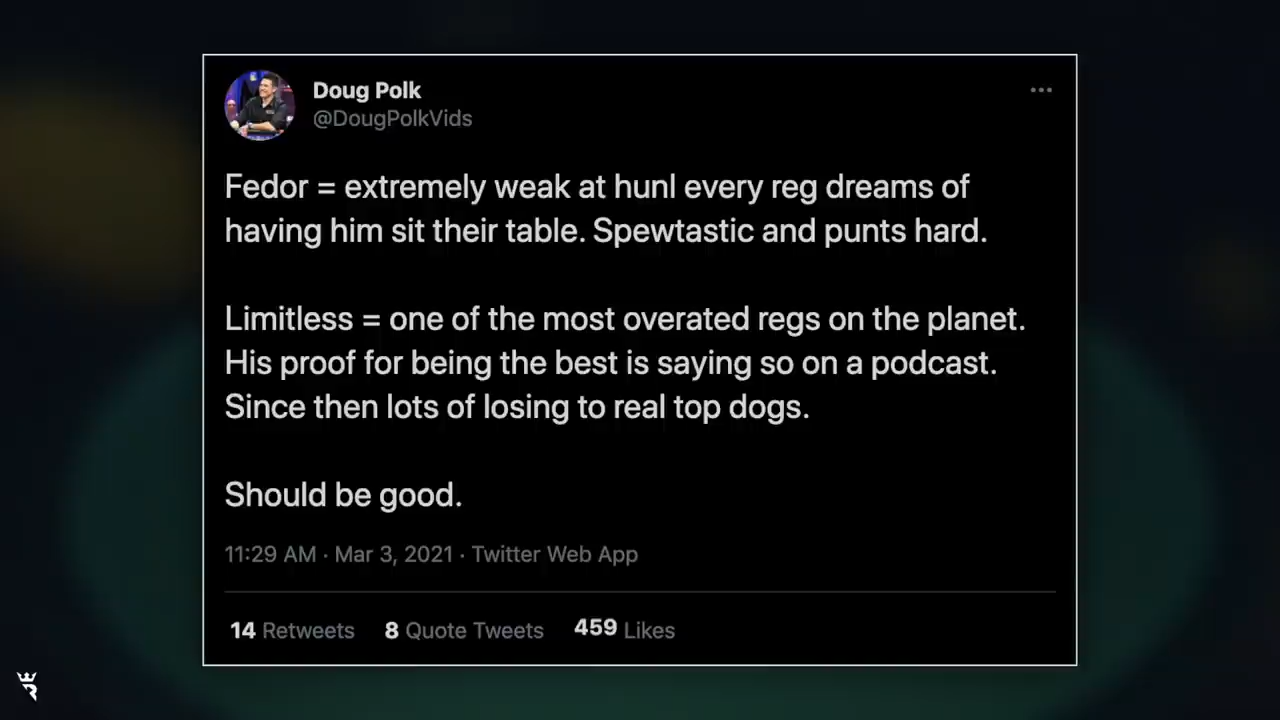 Doug Polk
@DougPolkVids
Fedor = extremely weak at hunl every reg dreams of
having him sit their table. Spewtastic and punts hard.
Limitless = one of the most overated regs on the planet.
His proof for being the best is saying so on a podcast.
Since then lots of losing to real top dogs.
Should be good.
11:29 AM · Mar 3, 2021 · Twitter Web App
14 Retweets 8 Quote Tweets 459 Likes